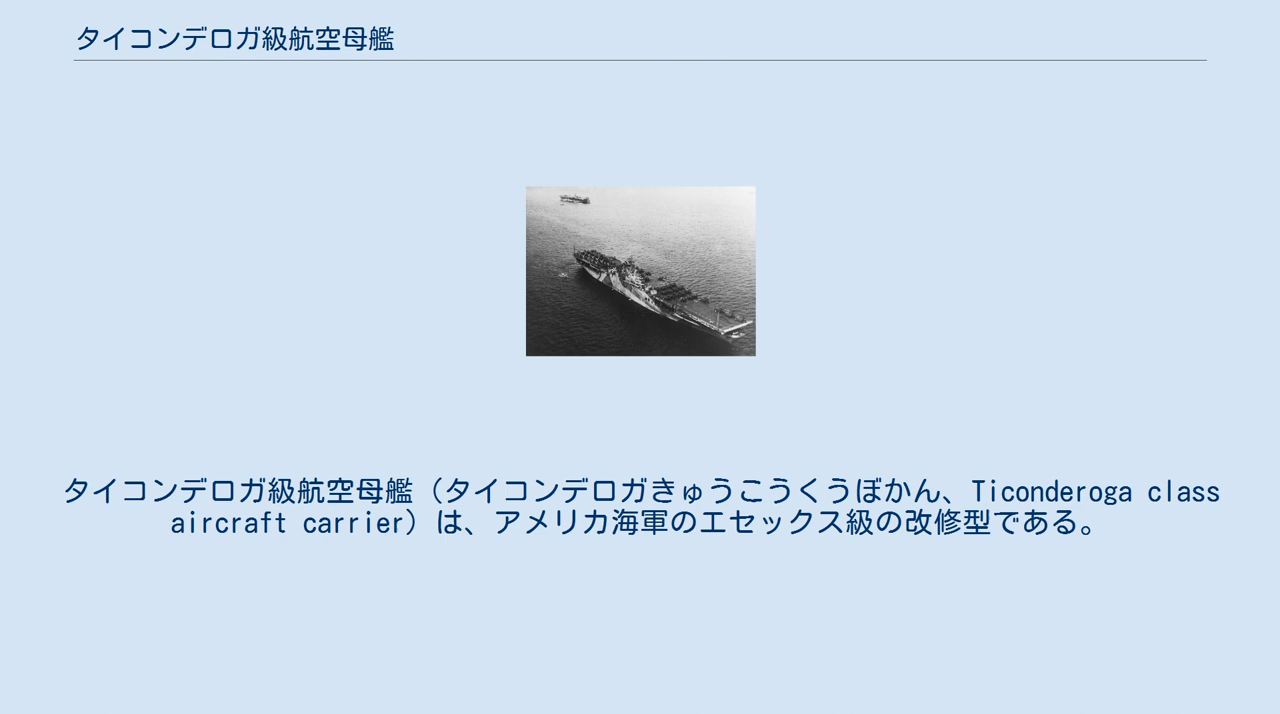 タイコンデロガ級航空母艦
タイコンデロガ級航空母艦（タイコンデロガきゅうこうくうぼかん、Ticonderoga class
aircraft carrier）は、アメリカ海軍のエセックス級の改修型である。